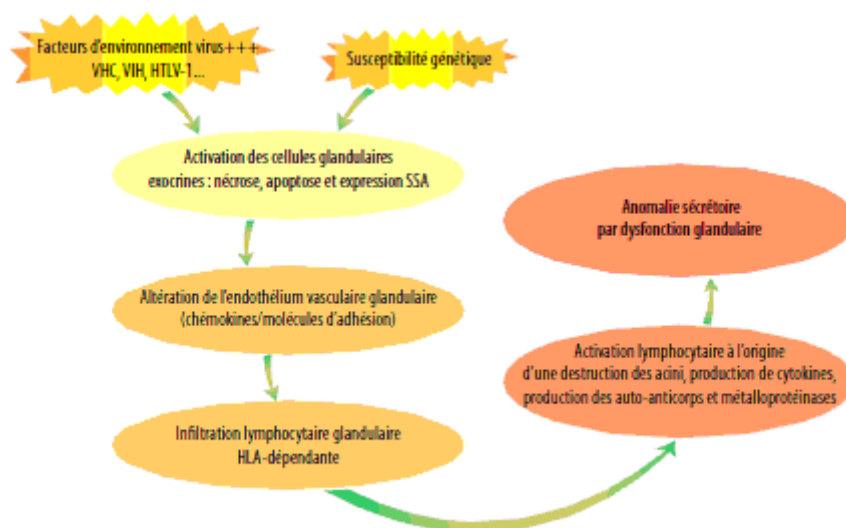 Facteurs d'environnement virus+++
VHC, VIH, HTLV-1...
Susceptibilité génétique
Activation des cellules glandulaires
exocrines : nécrose, apoptose et expression SSA
Altération de l'endothélium vasculaire glandulaire
(chémokines/molécules d'adhésion)
Infiltration lymphocytaire glandulaire
HLA-dépendante
Activation lymphocytaire à l'origine
d'une destruction des acini, production de cytokines,
production des auto-anticorps et métalloprotéinases
Anomalie sécrétoire
par dysfonction glandulaire